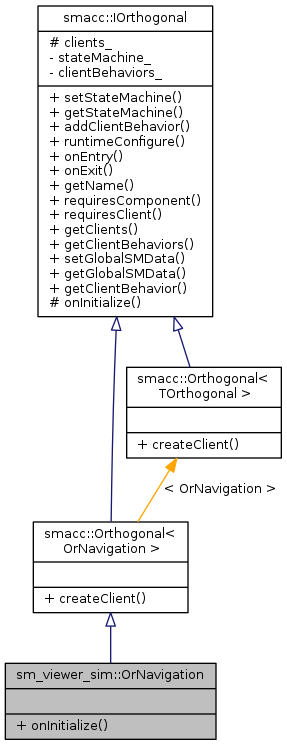 smacc::IOrthogonal
# clients_
- stateMachine_
- clientBehaviors_
+ setStateMachine()
+ getStateMachine()
+ addClientBehavior()
+ runtimeConfigure()
+ onEntry()
+ onExit()
+ getName()
+ requiresComponent()
+ requiresClient()
+ getClients()
+ getClientBehaviors()
+ setGlobalSMData()
+ getGlobalSMData()
+ getClientBehavior()
# onInitialize()
smacc::Orthogonal<
TOrthogonal >
+ createClient()
< OrNavigation >
smacc::Orthogonal<
OrNavigation >
+ createClient()
sm_viewer_sim::OrNavigation
+ onInitialize()